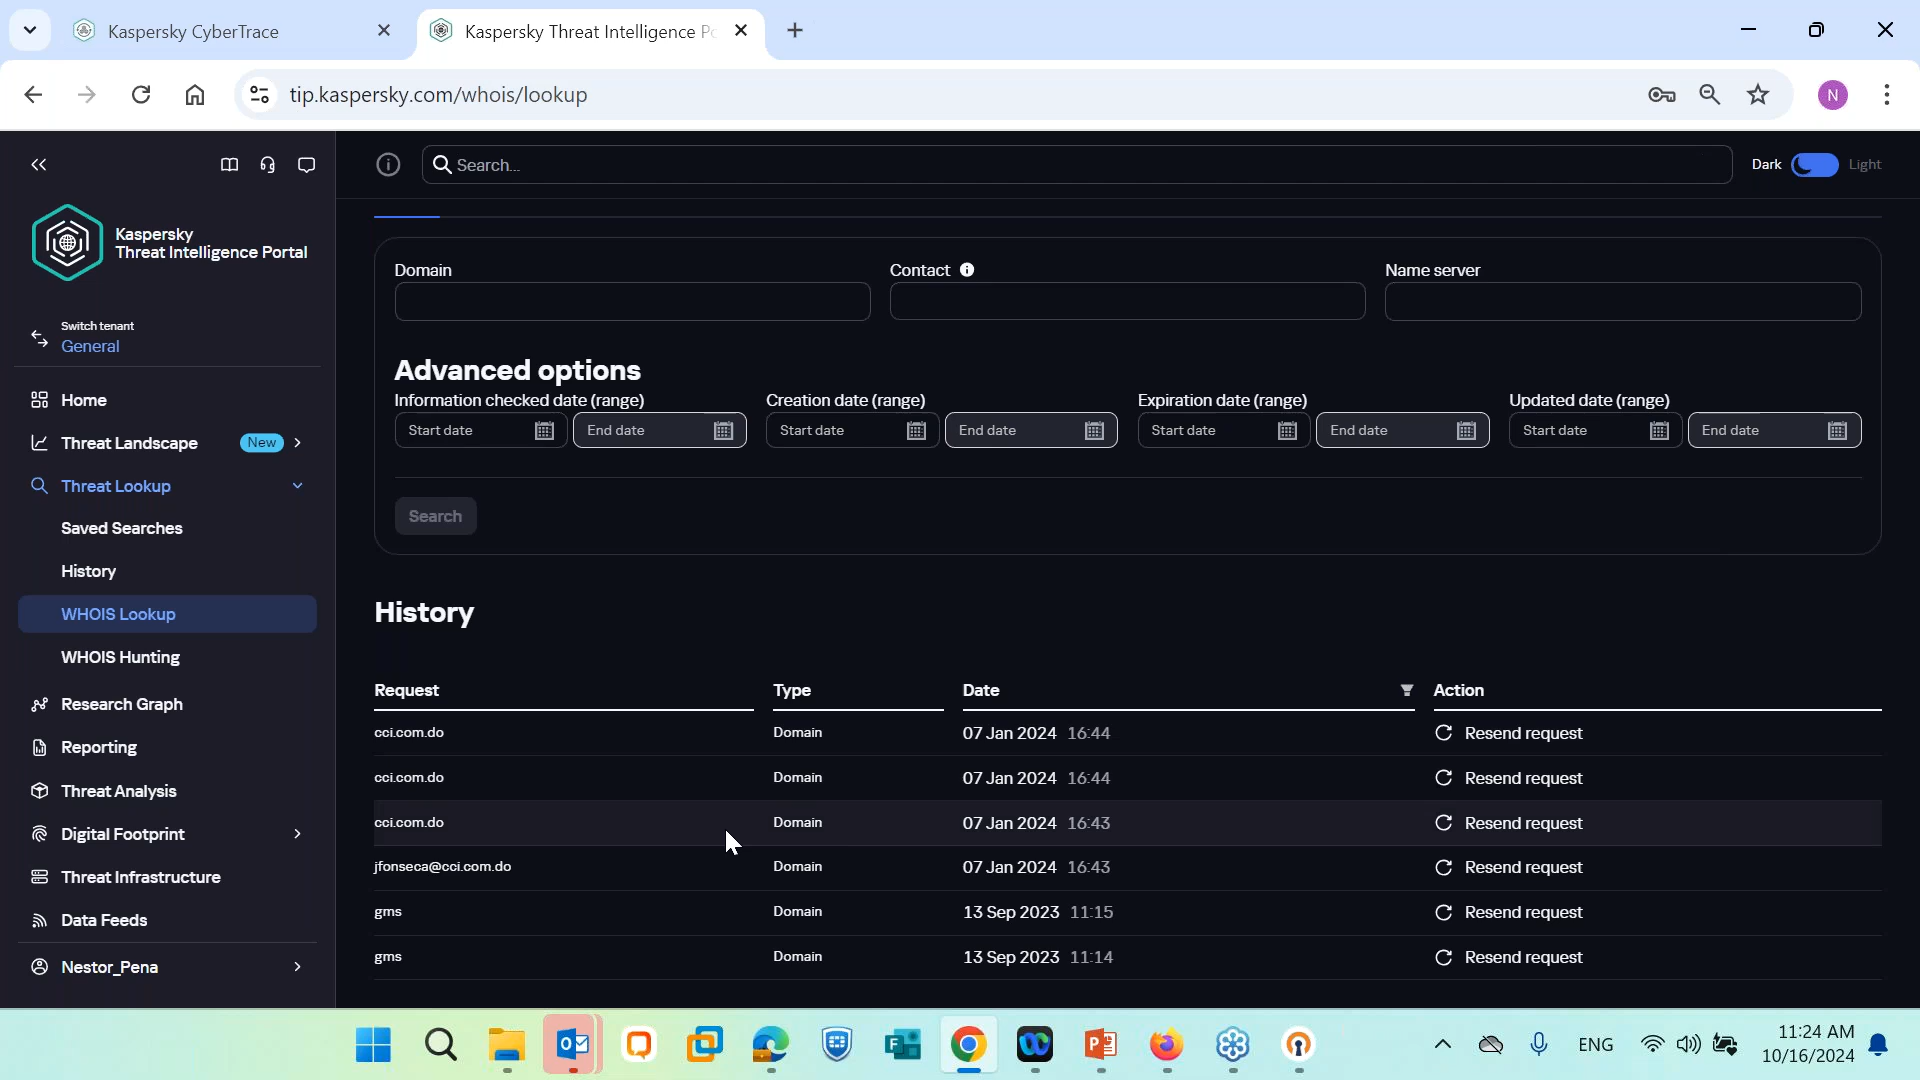 Kaspersky CyberTrace
Kaspersky Threat Intelligence Po
tip.kaspersky.com/whois/lookup
N
Search...
Dark
Light
Kaspersky
Threat Intelligence Portal
Switch tenant
General
Home
Threat Landscape
New
Threat Lookup
Saved Searches
History
WHOIS Lookup
WHOIS Hunting
Research Graph
Reporting
Threat Analysis
Digital Footprint
Threat Infrastructure
Data Feeds
Nestor_Pena
Domain
Contact
Name server
Advanced options
Information checked date (range)
Creation date (range)
Expiration date (range)
Updated date (range)
Start date
End date
Start date
End date
Start date
End date
Start date
End date
Search
History
Request Type Date Action
cci.com.do Domain 07 Jan 2024 16:44 Resend request
cci.com.do Domain 07 Jan 2024 16:44 Resend request
cci.com.do Domain 07 Jan 2024 16:43 Resend request
jfonseca@cci.com.do Domain 07 Jan 2024 16:43 Resend request
gms Domain 13 Sep 2023 11:15 Resend request
gms Domain 13 Sep 2023 11:14 Resend request
ENG
11:24 AM
10/16/2024